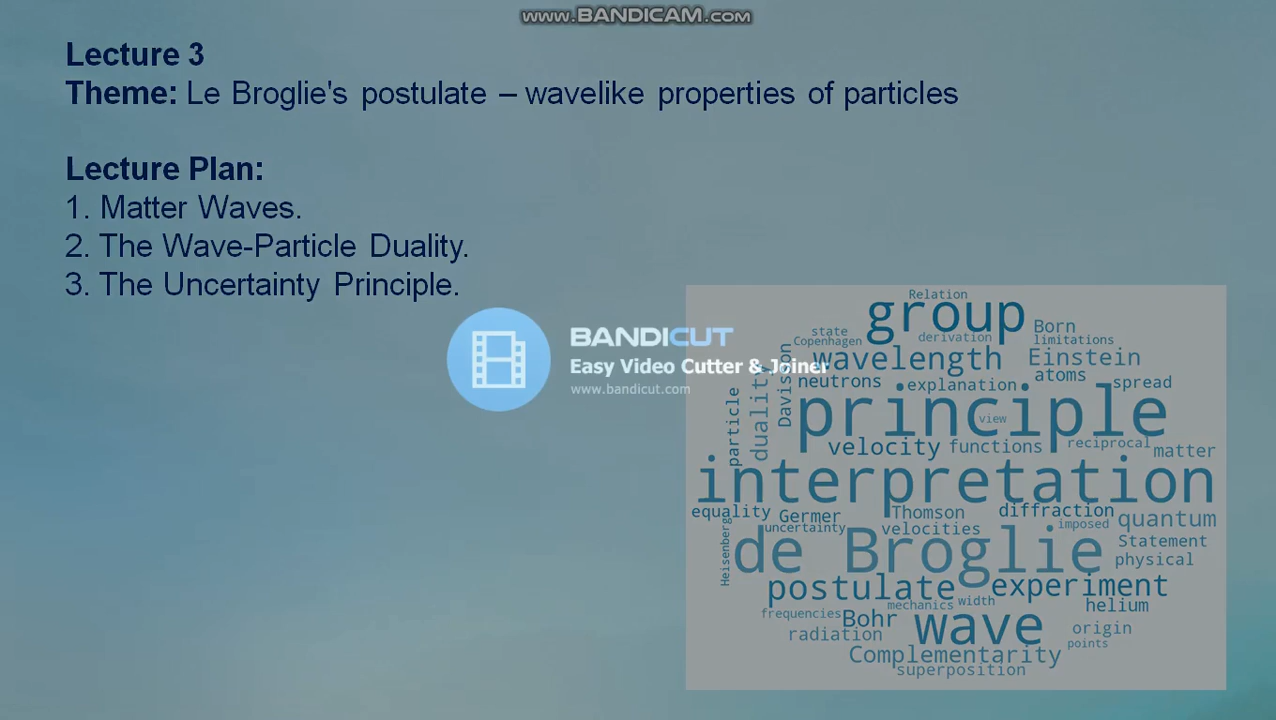 www.BANDICAM.com
Lecture 3
Theme: Le Broglie's postulate – wavelike properties of particles
Lecture Plan:
1. Matter Waves.
2. The Wave-Particle Duality.
3. The Uncertainty Principle.
BANDICUT
Easy Video Cutter & Joiner
www.bandicut.com
Relation
group
state
Born
Copenhagen
derivation
limitations
wavelength
Einstein
neutrons
explanation
atoms
spread
Davisson
duality
particle
principle
view
velocity
functions
reciprocal
matter
interpretation
equality
Germer
Thomson
diffraction
quantum
uncertainty
velocities
imposed
Heisenberg
de Broglie
Statement
physical
postulate
experiment
mechanics
width
helium
frequencies
Bohr
wave
radiation
origin
points
Complementarity
superposition